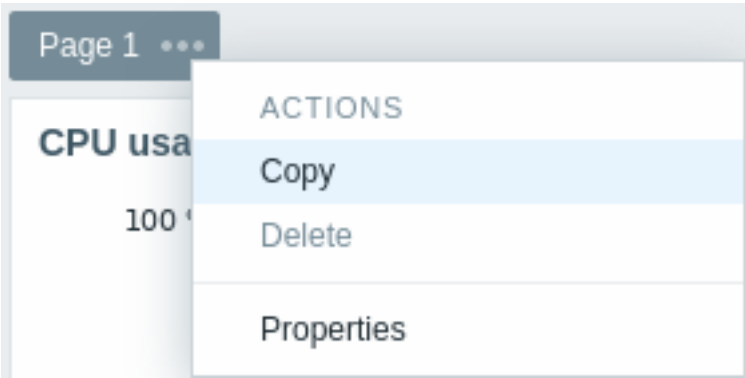 Page 1 •••
ACTIONS
CPU usa
Copy
100
Delete
Properties